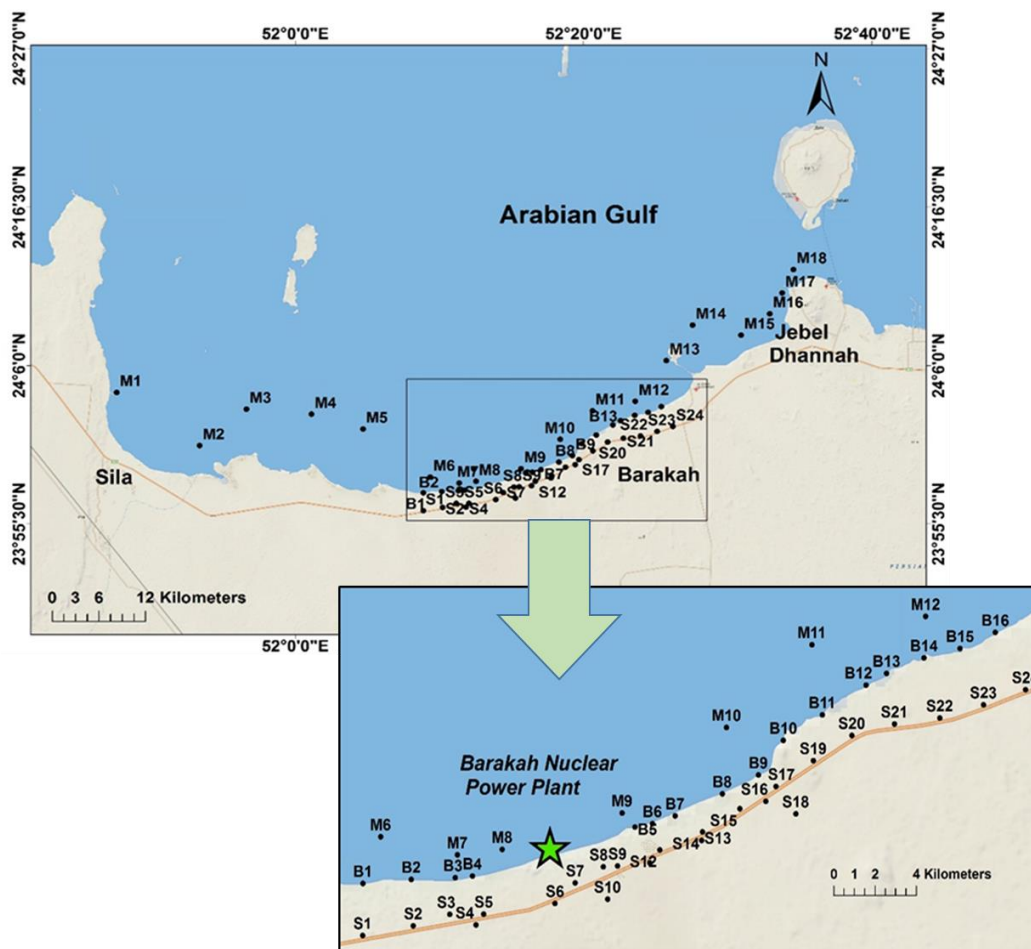 52°0'0"E
52°20'0"E
52°40'0"E
24°27'0"N
24°27'0"N
N
24°16'30"N
24°16'30"N
Arabian Gulf
M18
M17
M16
M14
M15
Jebel
Dhannah
M13
24°6'0"N
24°6'0"N
M1
M3
M4
M5
M2
M12
M11
B13
S22
S23
S24
M10
S21
B9
S20
B8
M9
Sila
M6
M7
M8
B2
S8
B7
S17
Barakah
S1
S5
S6
S7
S12
B1
S2
S4
23°55'30"N
23°55'30"N
0 3 6 12 Kilometers
52°0'0"E
M12
B16
M11
B15
B14
B13
B12
S23
S22
S21
B11
M10
B10
S20
S19
Barakah Nuclear
Power Plant
B9
S17
B8
S16
S18
M9
B6
B7
M6
B5
S15
M7
M8
S14
S13
S8
S9
S12
B1
B2
B3
B4
S7
S10
S6
S3
S5
S4
S2
S1
0 1 2 4 Kilometers